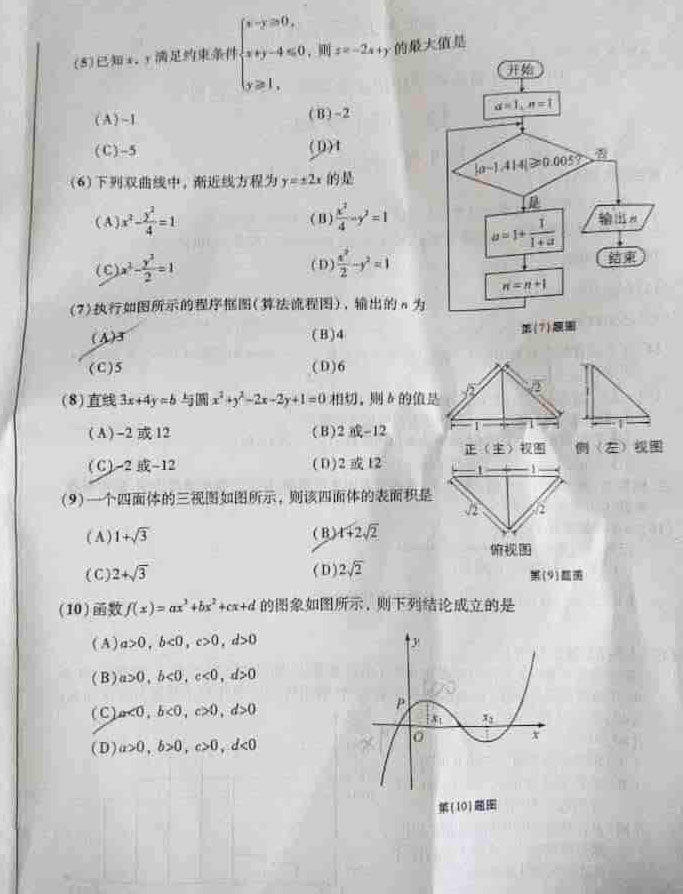 x-y≥0,
(5)已知x, y满足约束条件{x+y-4≤0, 则z=-2x+y的最大值是
y≥1,
(A)-1 (B)-2
(C)-5 (D)1
(6)下列双曲线中, 渐近线方程为y=±2x的是
(A)x²-y²/4=1 (B)x²/4-y²=1
(C)x²-y²/2=1 (D)x²/2-y²=1
(7)执行如图所示的程序框图(算法流程图), 输出的n为
(A)3 (B)4
(C)5 (D)6
开始
a=1, n=1
|a-1.414|≥0.005?
否
是
a=1+1/(1+a)
输出n
n=n+1
结束
第(7)题图
(8)直线3x+4y=b与圆x²+y²-2x-2y+1=0相切, 则b的值是
(A)-2或12 (B)2或-12
(C)-2或-12 (D)2或12
(9)一个四面体的三视图如图所示, 则该四面体的表面积是
(A)1+√3 (B)1+2√2
(C)2+√3 (D)2√2
√2 √2
1 1 1
正(主)视图 侧(左)视图
1 1
√2 √2
俯视图
第(9)题图
(10)函数f(x)=ax³+bx²+cx+d的图象如图所示, 则下列结论成立的是
(A)a>0, b<0, c>0, d>0
(B)a>0, b<0, c<0, d>0
(C)a<0, b<0, c>0, d>0
(D)a>0, b>0, c>0, d<0
y
P
x₁ x₂
O x
第(10)题图